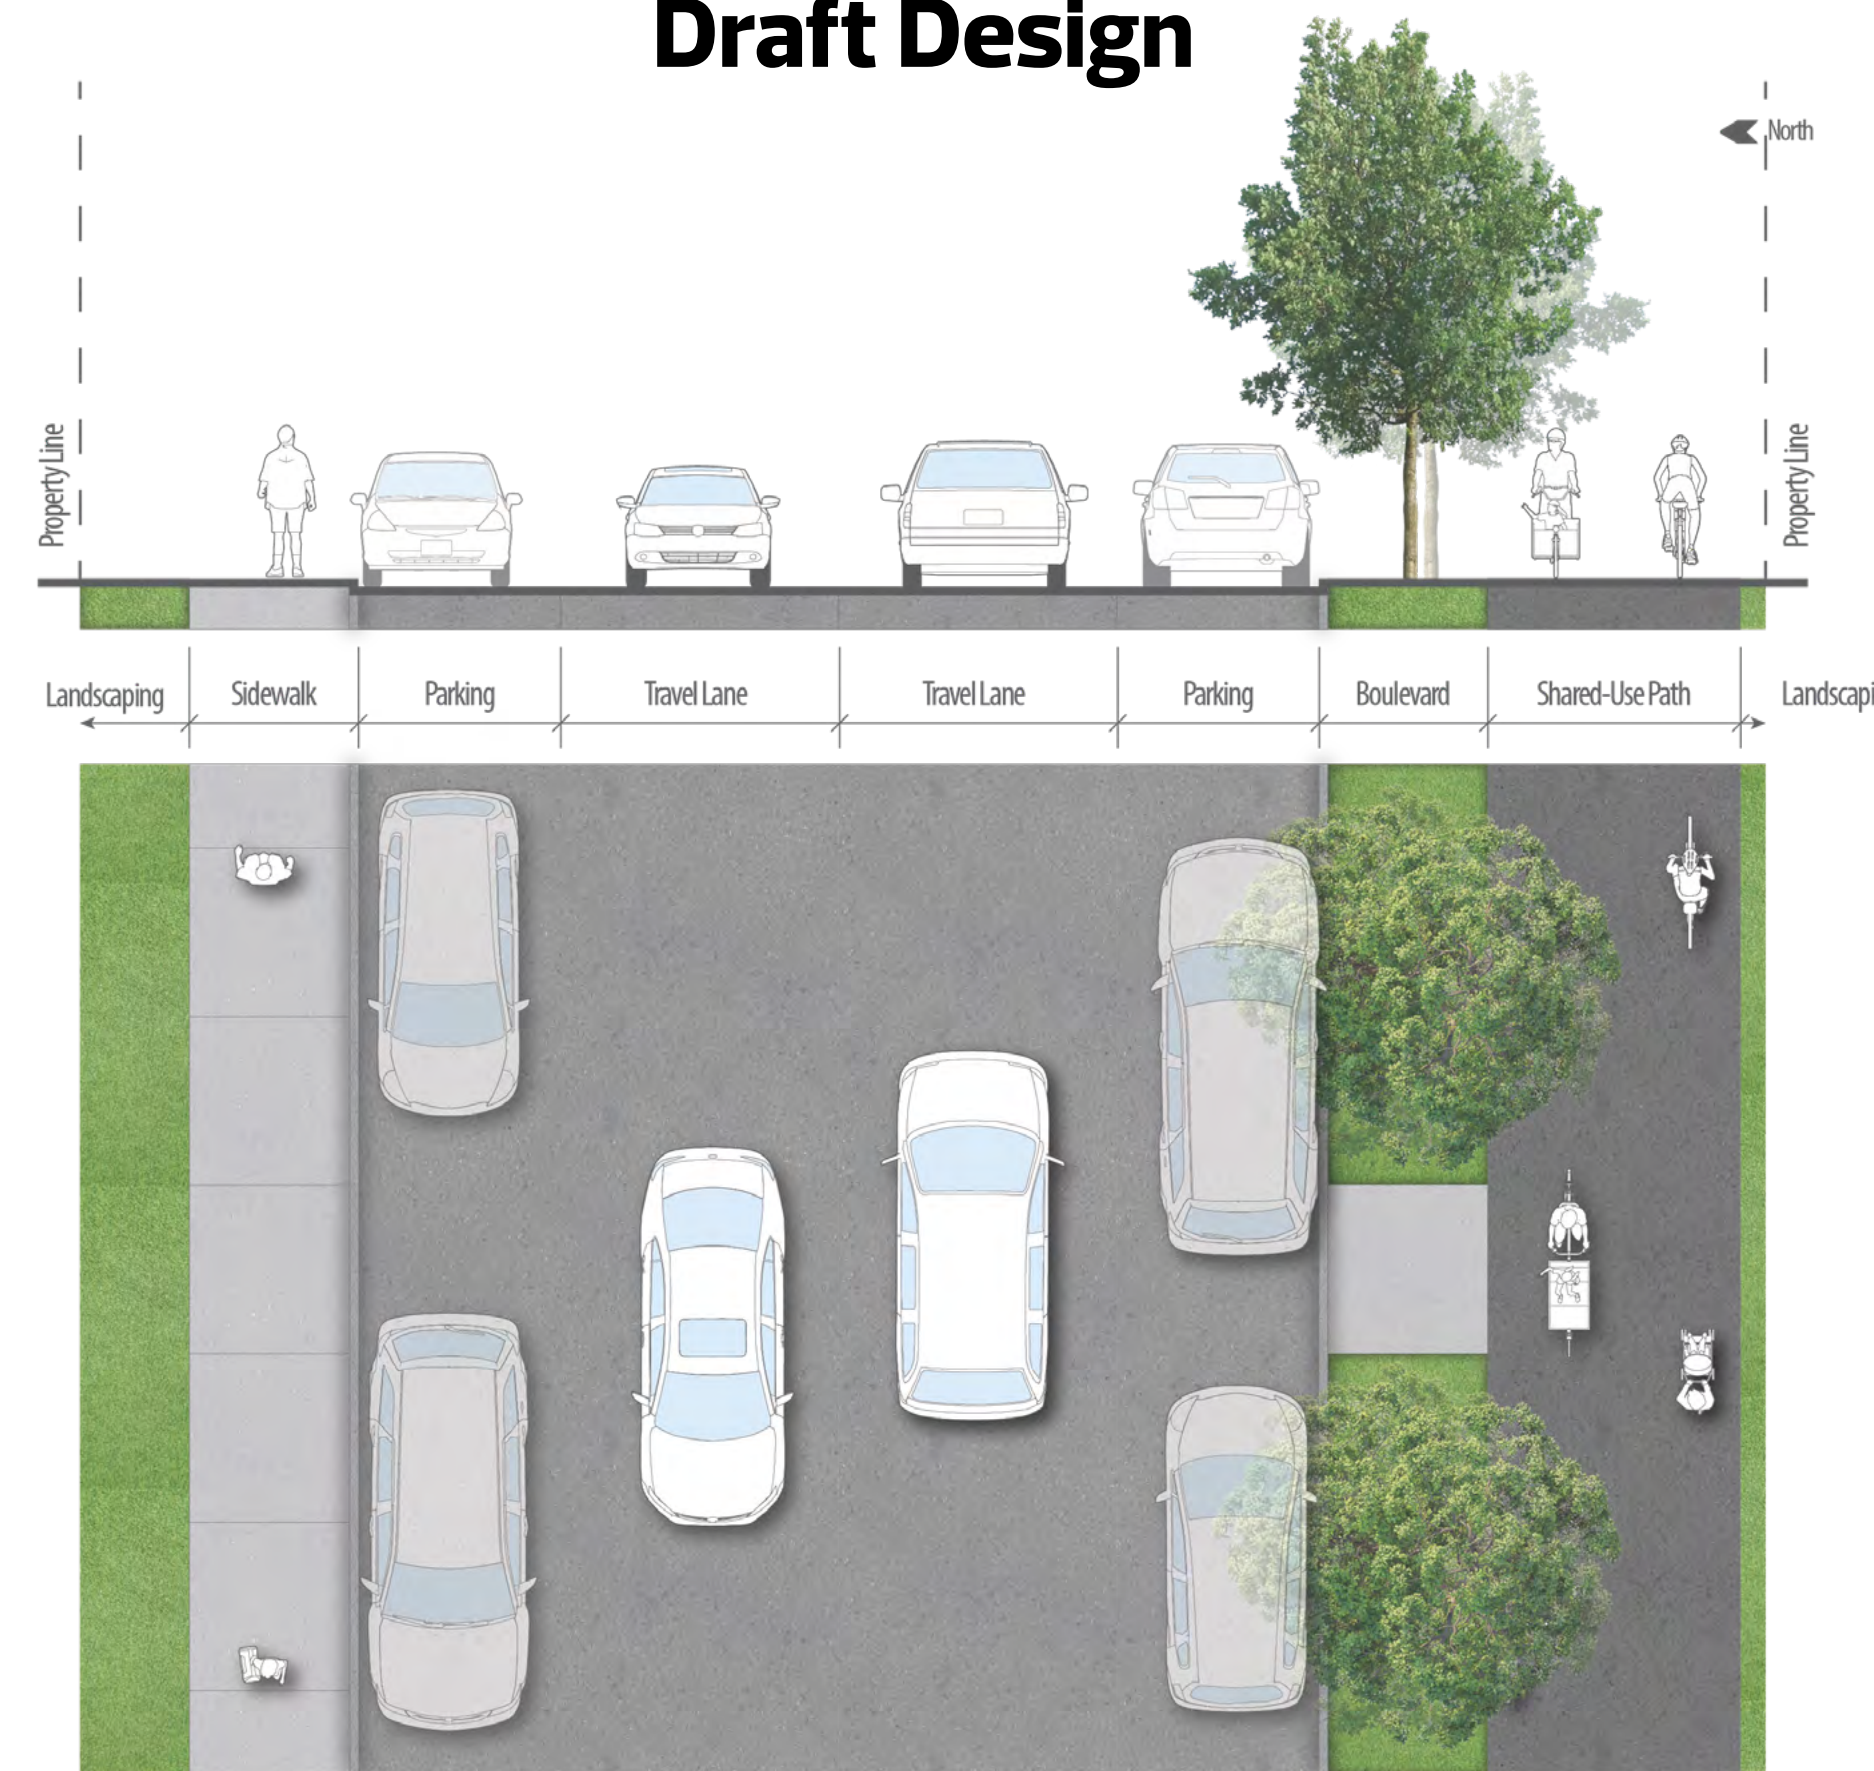 Draft Design
North
Property Line
Property Line
Landscaping
Sidewalk
Parking
Travel Lane
Travel Lane
Parking
Boulevard
Shared-Use Path
Landscapi